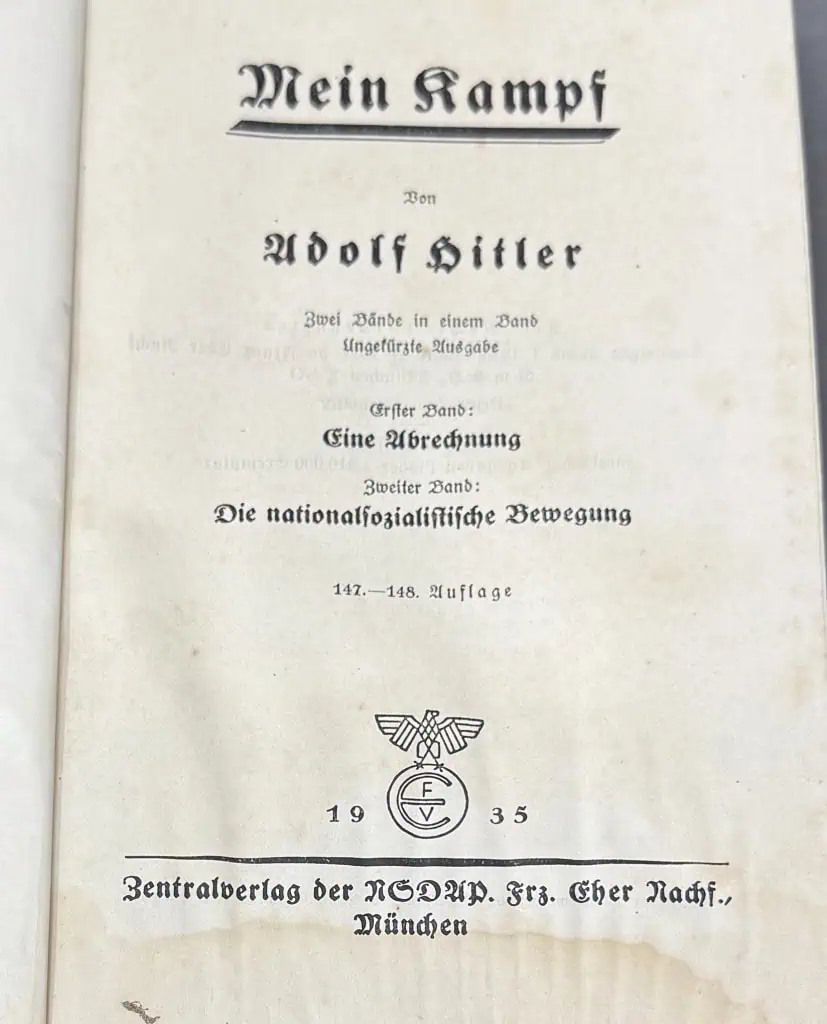 Mein Kampf
Von
Adolf Hitler
Zwei Bände in einem Band
Ungekürzte Ausgabe
Erster Band:
Eine Abrechnung
Zweiter Band:
Die nationalsozialistische Bewegung
147.—148. Auflage
F
E
V
19 35
Zentralverlag der NSDAP. Frz. Eher Nachf.,
München